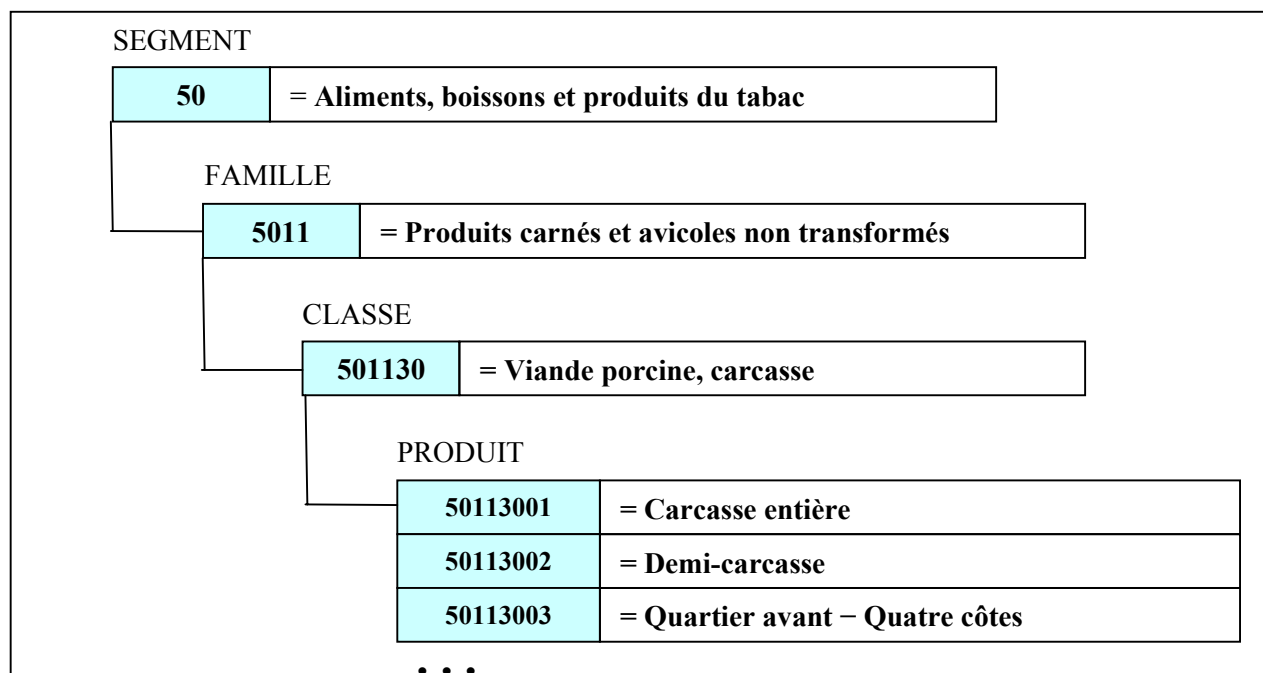 SEGMENT
50 = Aliments, boissons et produits du tabac
FAMILLE
5011 = Produits carnés et avicoles non transformés
CLASSE
501130 = Viande porcine, carcasse
PRODUIT
50113001 = Carcasse entière
50113002 = Demi-carcasse
50113003 = Quartier avant − Quatre côtes
. . .